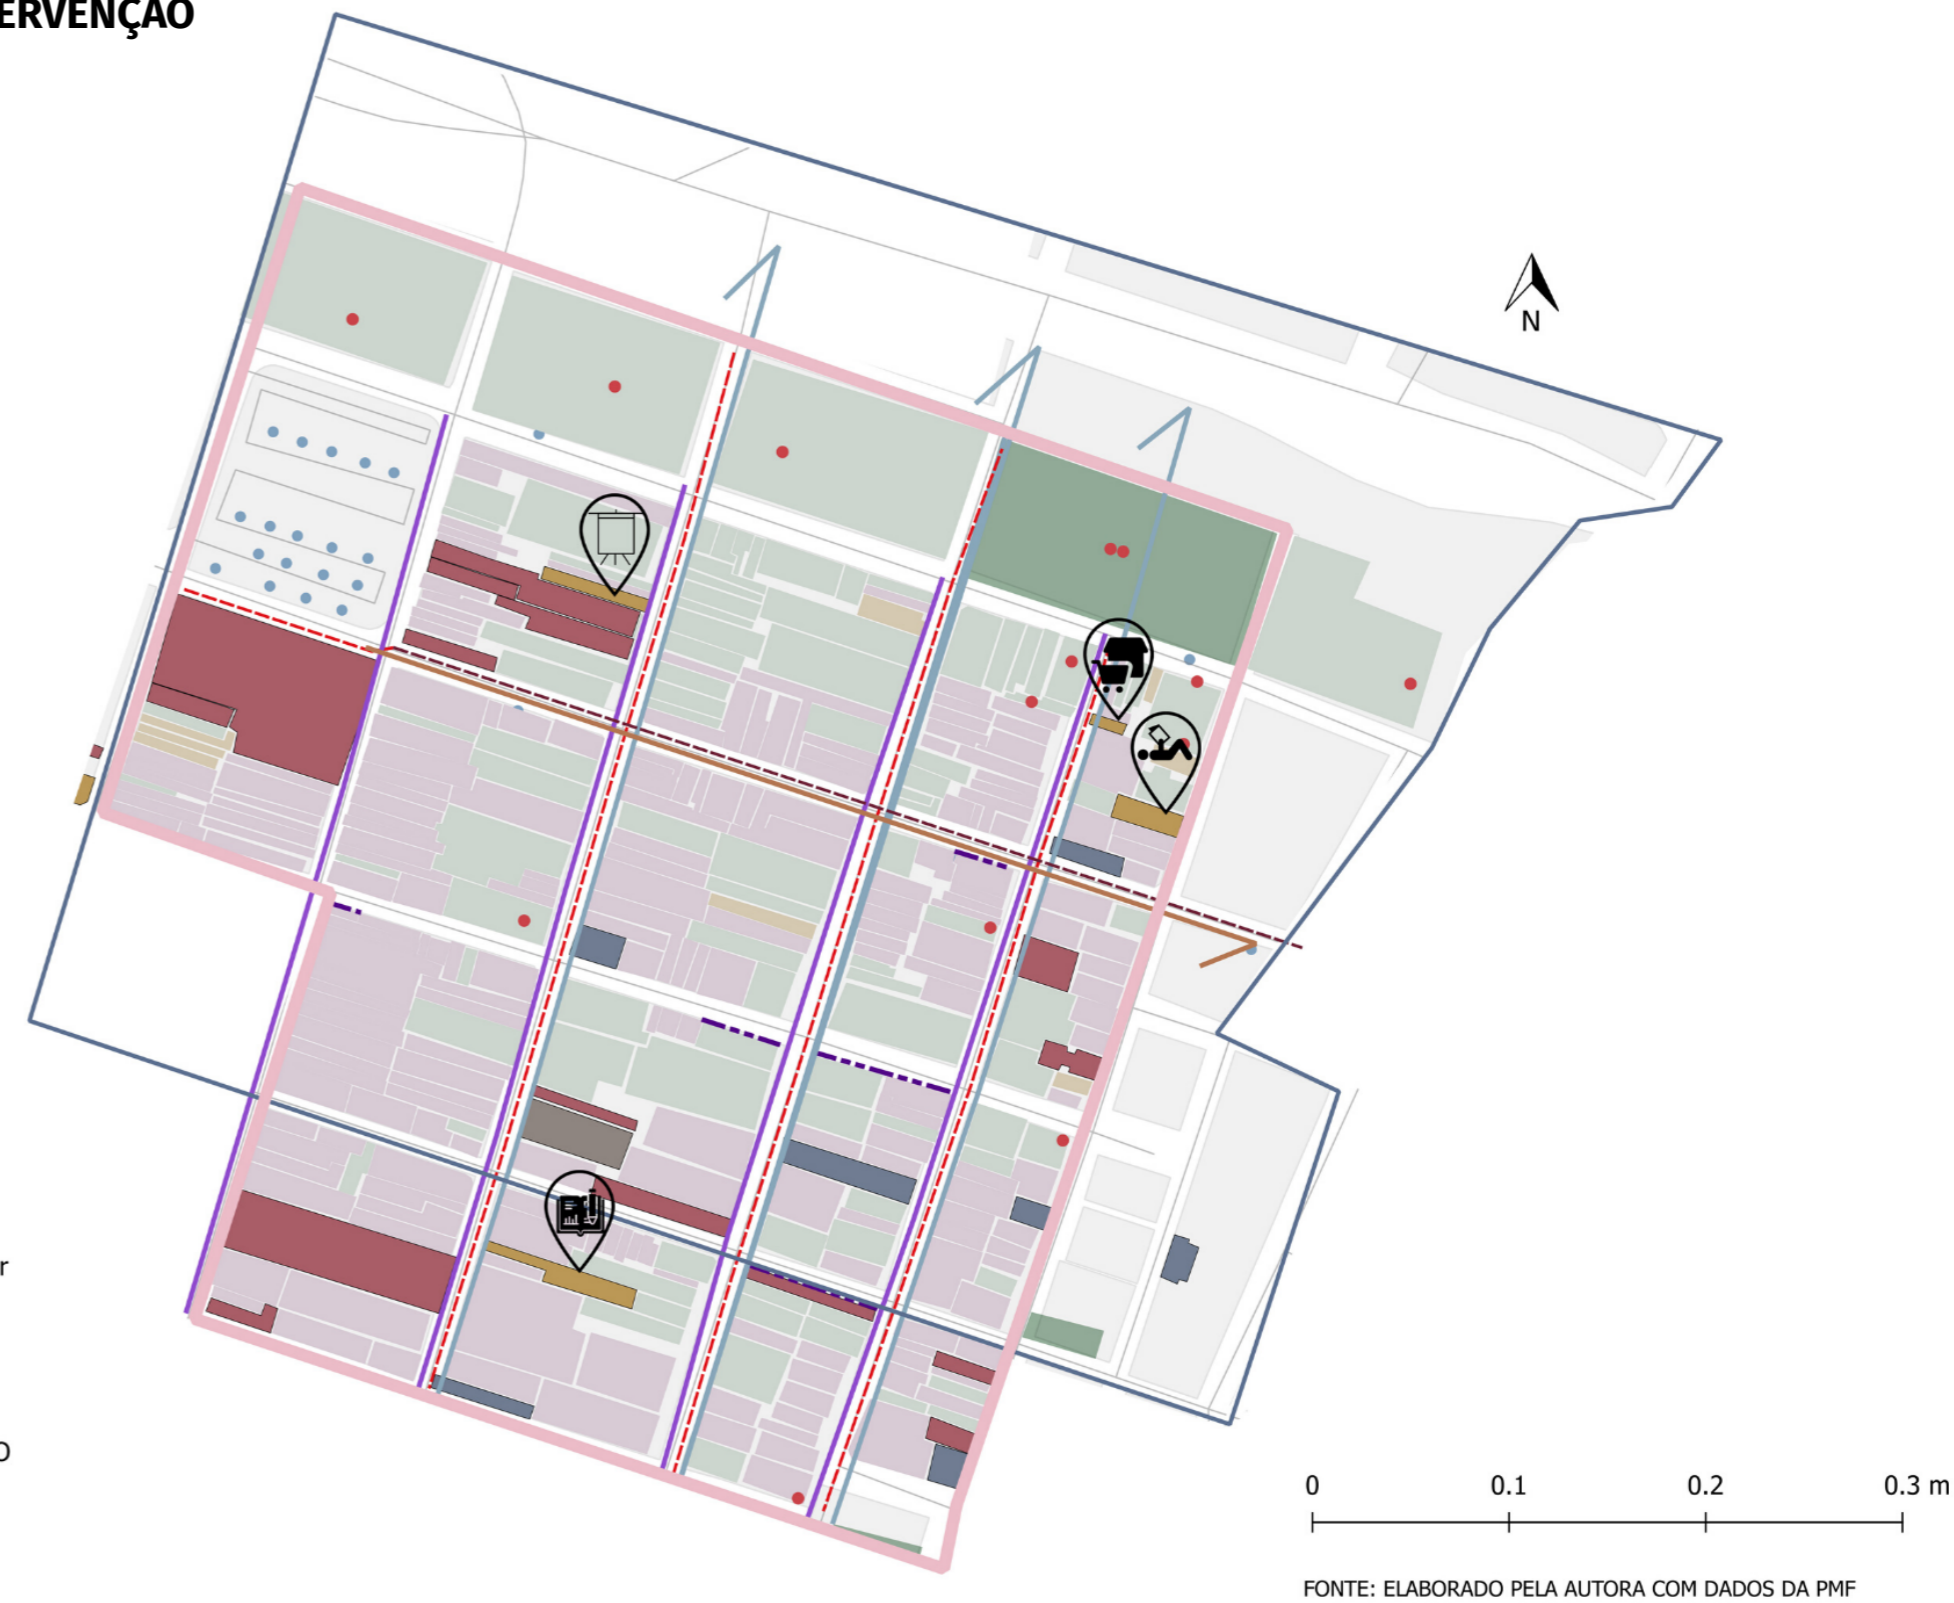 ERVENÇÃO
N
r
O
0 0.1 0.2 0.3 m
FONTE: ELABORADO PELA AUTORA COM DADOS DA PMF